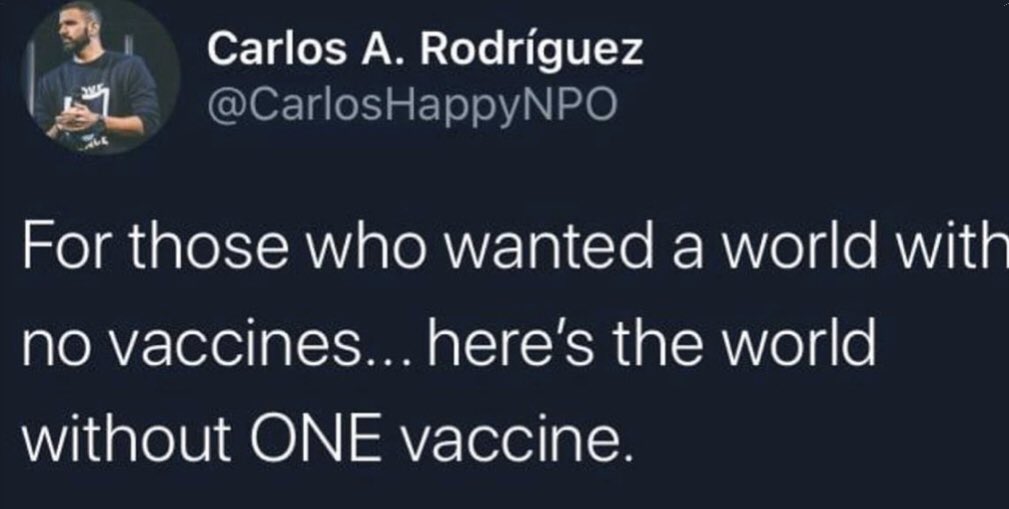 Carlos A. Rodríguez
@CarlosHappyNPO
For those who wanted a world with
no vaccines... here's the world
without ONE vaccine.